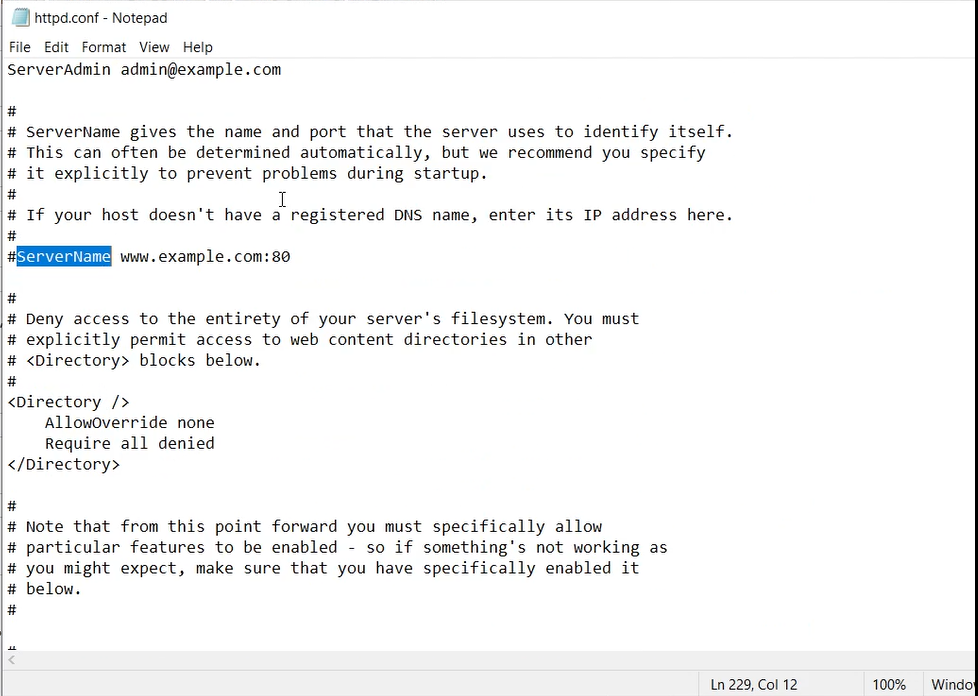 httpd.conf - Notepad
File Edit Format View Help
ServerAdmin admin@example.com
#
# ServerName gives the name and port that the server uses to identify itself.
# This can often be determined automatically, but we recommend you specify
# it explicitly to prevent problems during startup.
#
# If your host doesn't have a registered DNS name, enter its IP address here.
#
#ServerName www.example.com:80
#
# Deny access to the entirety of your server's filesystem. You must
# explicitly permit access to web content directories in other
# <Directory> blocks below.
#
<Directory />
    AllowOverride none
    Require all denied
</Directory>
#
# Note that from this point forward you must specifically allow
# particular features to be enabled - so if something's not working as
# you might expect, make sure that you have specifically enabled it
# below.
#
#
Ln 229, Col 12 100%